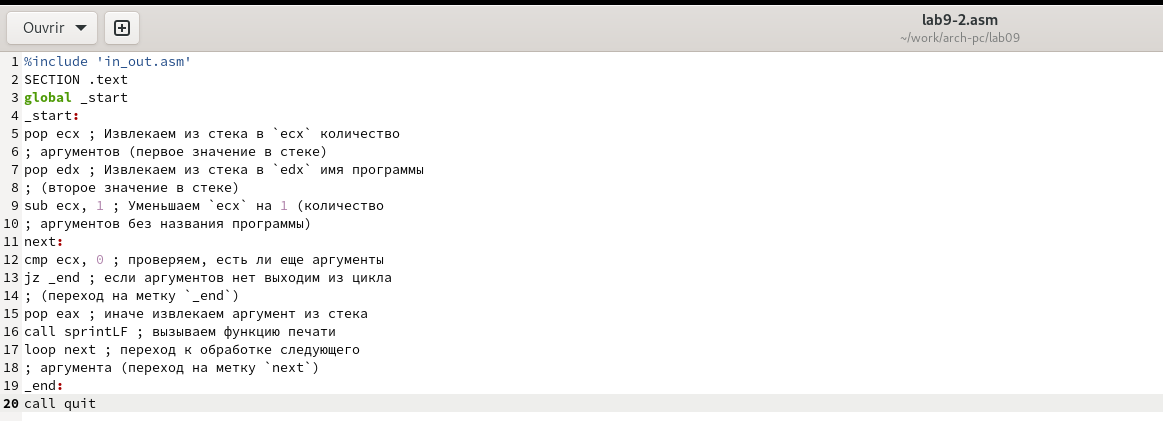 Ouvrir
lab9-2.asm
~/work/arch-pc/lab09
1 %include 'in_out.asm'
2 SECTION .text
3 global _start
4 _start:
5 pop ecx ; Извлекаем из стека в `ecx` количество
6 ; аргументов (первое значение в стеке)
7 pop edx ; Извлекаем из стека в `edx` имя программы
8 ; (второе значение в стеке)
9 sub ecx, 1 ; Уменьшаем `ecx` на 1 (количество
10 ; аргументов без названия программы)
11 next:
12 cmp ecx, 0 ; проверяем, есть ли еще аргументы
13 jz _end ; если аргументов нет выходим из цикла
14 ; (переход на метку `_end`)
15 pop eax ; иначе извлекаем аргумент из стека
16 call sprintLF ; вызываем функцию печати
17 loop next ; переход к обработке следующего
18 ; аргумента (переход на метку `next`)
19 _end:
20 call quit